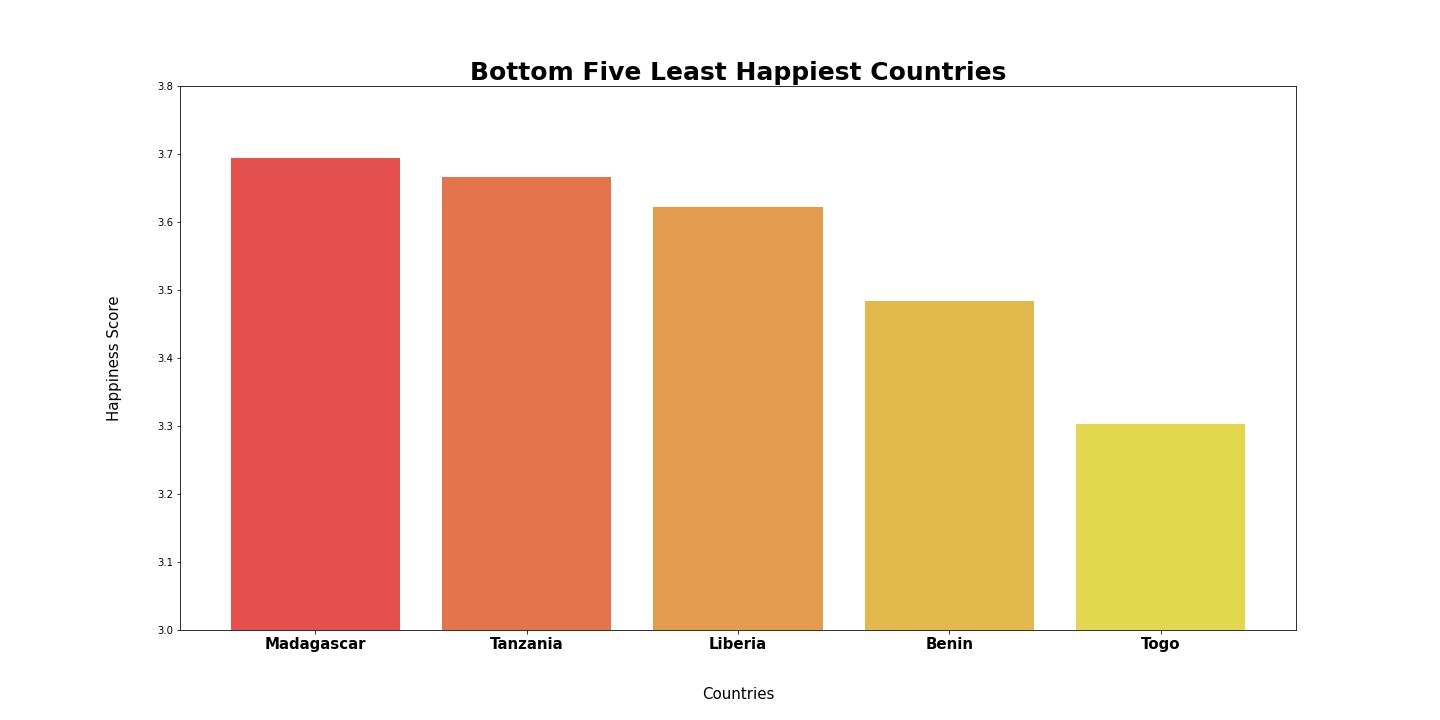 Bottom Five Least Happiest Countries
3.8
3.7
3.6
3.5
3.4
3.3
3.2
3.1
3.0
Happiness Score
Madagascar Tanzania Liberia Benin Togo
Countries